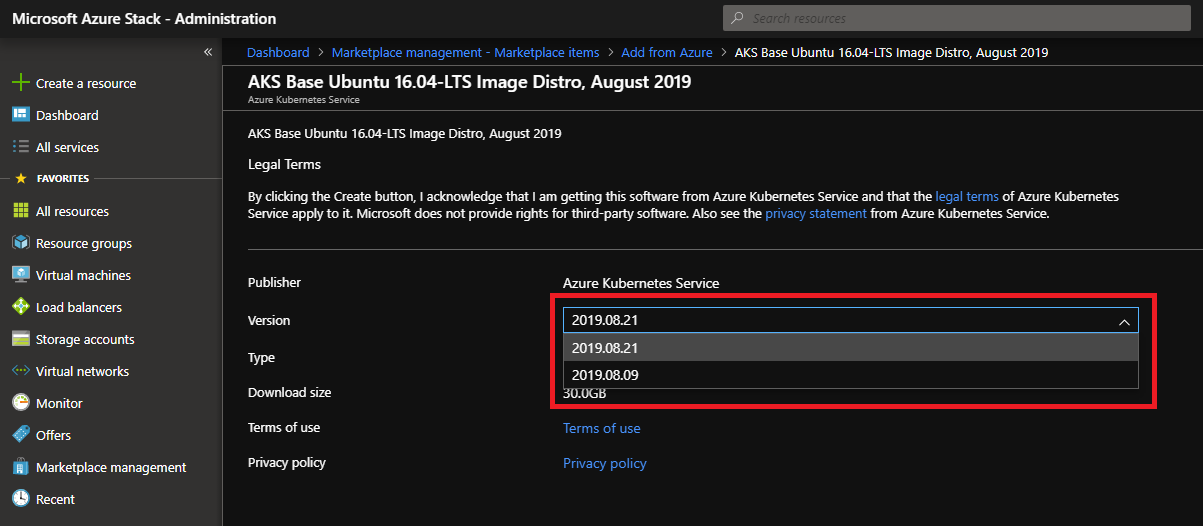 Microsoft Azure Stack - Administration
Search resources
«
Create a resource
Dashboard
All services
FAVORITES
All resources
Resource groups
Virtual machines
Load balancers
Storage accounts
Virtual networks
Monitor
Offers
Marketplace management
Recent
Dashboard > Marketplace management - Marketplace items > Add from Azure > AKS Base Ubuntu 16.04-LTS Image Distro, August 2019
AKS Base Ubuntu 16.04-LTS Image Distro, August 2019
Azure Kubernetes Service
AKS Base Ubuntu 16.04-LTS Image Distro, August 2019
Legal Terms
By clicking the Create button, I acknowledge that I am getting this software from Azure Kubernetes Service and that the legal terms of Azure Kubernetes
Service apply to it. Microsoft does not provide rights for third-party software. Also see the privacy statement from Azure Kubernetes Service.
Publisher Azure Kubernetes Service
Version 2019.08.21
2019.08.21
Type
2019.08.09
Download size 30.0GB
Terms of use Terms of use
Privacy policy Privacy policy